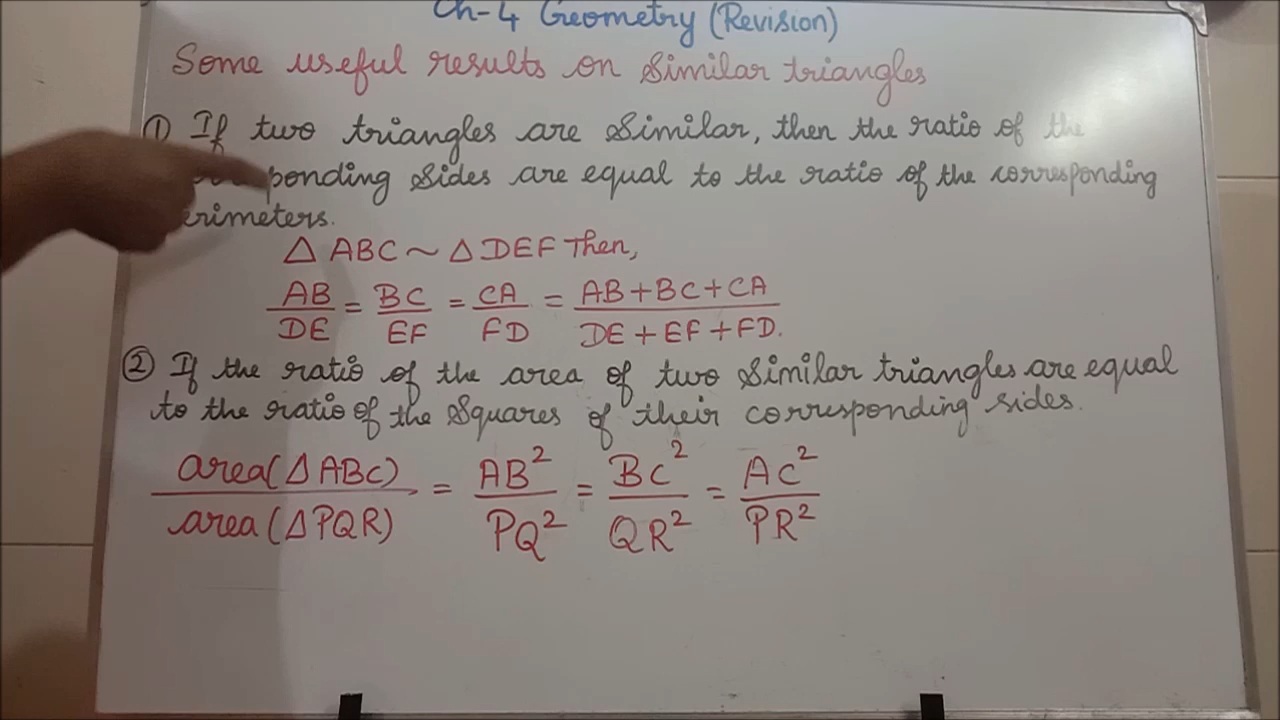 Ch-4 Geometry (Revision)
Some useful results on Similar triangles
① If two triangles are Similar, then the ratio of the
ponding Sides are equal to the ratio of the corresponding
erimeters.
△ ABC ~ △ DEF Then,
AB/DE = BC/EF = CA/FD = AB+BC+CA/DE+EF+FD.
② If the ratio of the area of two Similar triangles are equal
to the ratio of the Squares of their corresponding sides.
area(△ABC)/area(△PQR) = AB²/PQ² = BC²/QR² = AC²/PR²